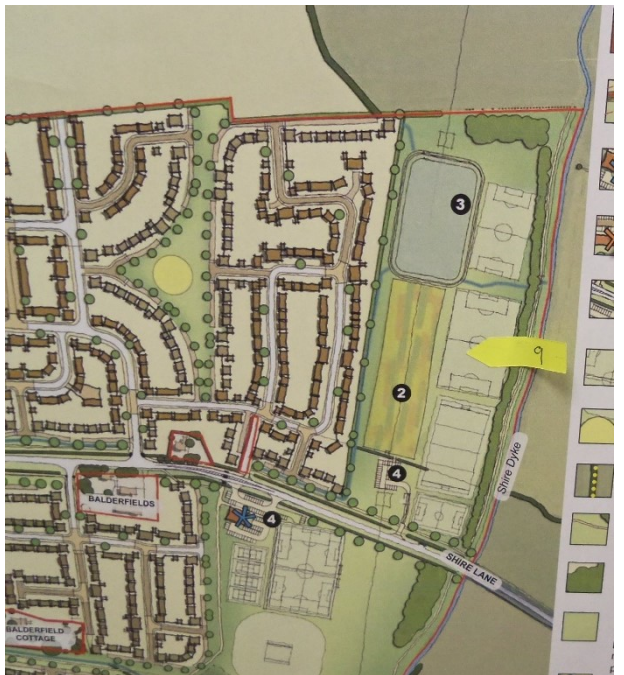 3
9
2
4
Shire Dyke
BALDERFIELDS
4
SHIRE LANE
BALDERFIELD
COTTAGE